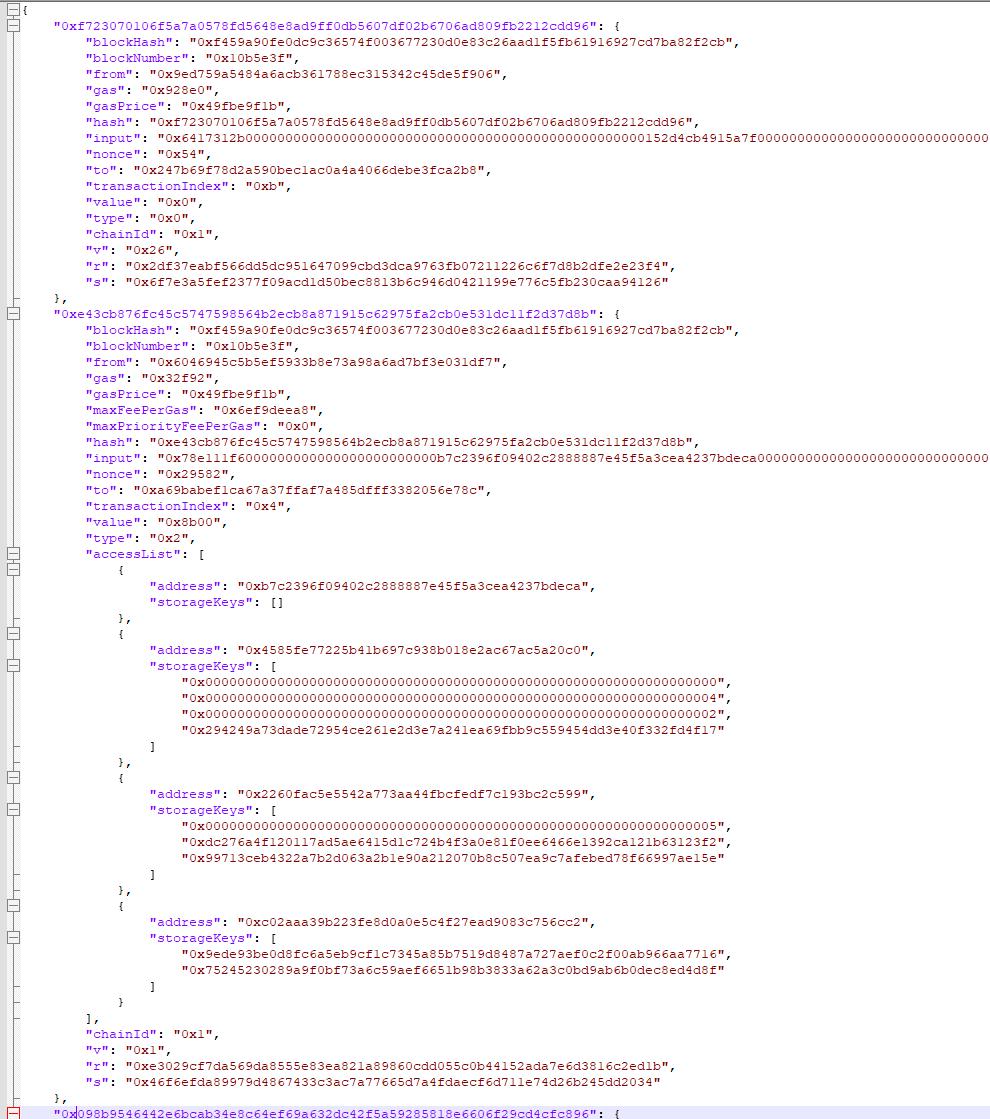 {
"0xf723070106f5a7a0578fd5648e8ad9ff0db5607df02b6706ad809fb2212cdd96": {
"blockHash": "0xf459a90fe0dc9c36574f003677230d0e83c26aad1f5fb61916927cd7ba82f2cb",
"blockNumber": "0x10b5e3f",
"from": "0x9ed759a5484a6acb361788ec315342c45de5f906",
"gas": "0x928e0",
"gasPrice": "0x49fbe9f1b",
"hash": "0xf723070106f5a7a0578fd5648e8ad9ff0db5607df02b6706ad809fb2212cdd96",
"input": "0x6417312b00000000000000000000000000000000000000000000000000152d4cb4915a7f00000000000000000000000000000
"nonce": "0x54",
"to": "0x247b69f78d2a590bec1ac0a4a4066debe3fca2b8",
"transactionIndex": "0xb",
"value": "0x0",
"type": "0x0",
"chainId": "0x1",
"v": "0x26",
"r": "0x2df37eabf566dd5dc951647099cbd3dca9763fb07211226c6f7d8b2dfe2e23f4",
"s": "0x6f7e3a5fef2377f09acd1d50bec8813b6c946d0421199e776c5fb230caa94126"
},
"0xe43cb876fc45c5747598564b2ecb8a871915c62975fa2cb0e531dc11f2d37d8b": {
"blockHash": "0xf459a90fe0dc9c36574f003677230d0e83c26aad1f5fb61916927cd7ba82f2cb",
"blockNumber": "0x10b5e3f",
"from": "0x6046945c5b5ef5933b8e73a98a6ad7bf3e031df7",
"gas": "0x32f92",
"gasPrice": "0x49fbe9f1b",
"maxFeePerGas": "0x6ef9deea8",
"maxPriorityFeePerGas": "0x0",
"hash": "0xe43cb876fc45c5747598564b2ecb8a871915c62975fa2cb0e531dc11f2d37d8b",
"input": "0x78e111f6000000000000000000000000b7c2396f09402c2888887e45f5a3cea4237bdeca00000000000000000000000000000
"nonce": "0x29582",
"to": "0xa69babef1ca67a37ffaf7a485dfff3382056e78c",
"transactionIndex": "0x4",
"value": "0x8b00",
"type": "0x2",
"accessList": [
{
"address": "0xb7c2396f09402c2888887e45f5a3cea4237bdeca",
"storageKeys": []
},
{
"address": "0x4585fe77225b41b697c938b018e2ac67ac5a20c0",
"storageKeys": [
"0x0000000000000000000000000000000000000000000000000000000000000000",
"0x0000000000000000000000000000000000000000000000000000000000000004",
"0x0000000000000000000000000000000000000000000000000000000000000002",
"0x294249a73dade72954ce261e2d3e7a241ea69fbb9c559454dd3e40f332fd4f17"
]
},
{
"address": "0x2260fac5e5542a773aa44fbcfedf7c193bc2c599",
"storageKeys": [
"0x0000000000000000000000000000000000000000000000000000000000000005",
"0xdc276a4f120117ad5ae6415d1c724b4f3a0e81f0ee6466e1392ca121b63123f2",
"0x99713ceb4322a7b2d063a2b1e90a212070b8c507ea9c7afebed78f66997ae15e"
]
},
{
"address": "0xc02aaa39b223fe8d0a0e5c4f27ead9083c756cc2",
"storageKeys": [
"0x9ede93be0d8fc6a5eb9cf1c7345a85b7519d8487a727aef0c2f00ab966aa7716",
"0x75245230289a9f0bf73a6c59aef6651b98b3833a62a3c0bd9ab6b0dec8ed4d8f"
]
}
],
"chainId": "0x1",
"v": "0x1",
"r": "0xe3029cf7da569da8555e83ea821a89860cdd055c0b44152ada7e6d3816c2ed1b",
"s": "0x46f6efda89979d4867433c3ac7a77665d7a4fdaecf6d711e74d26b245dd2034"
},
"0x098b9546442e6bcab34e8c64ef69a632dc42f5a59285818e6606f29cd4cfc896": {